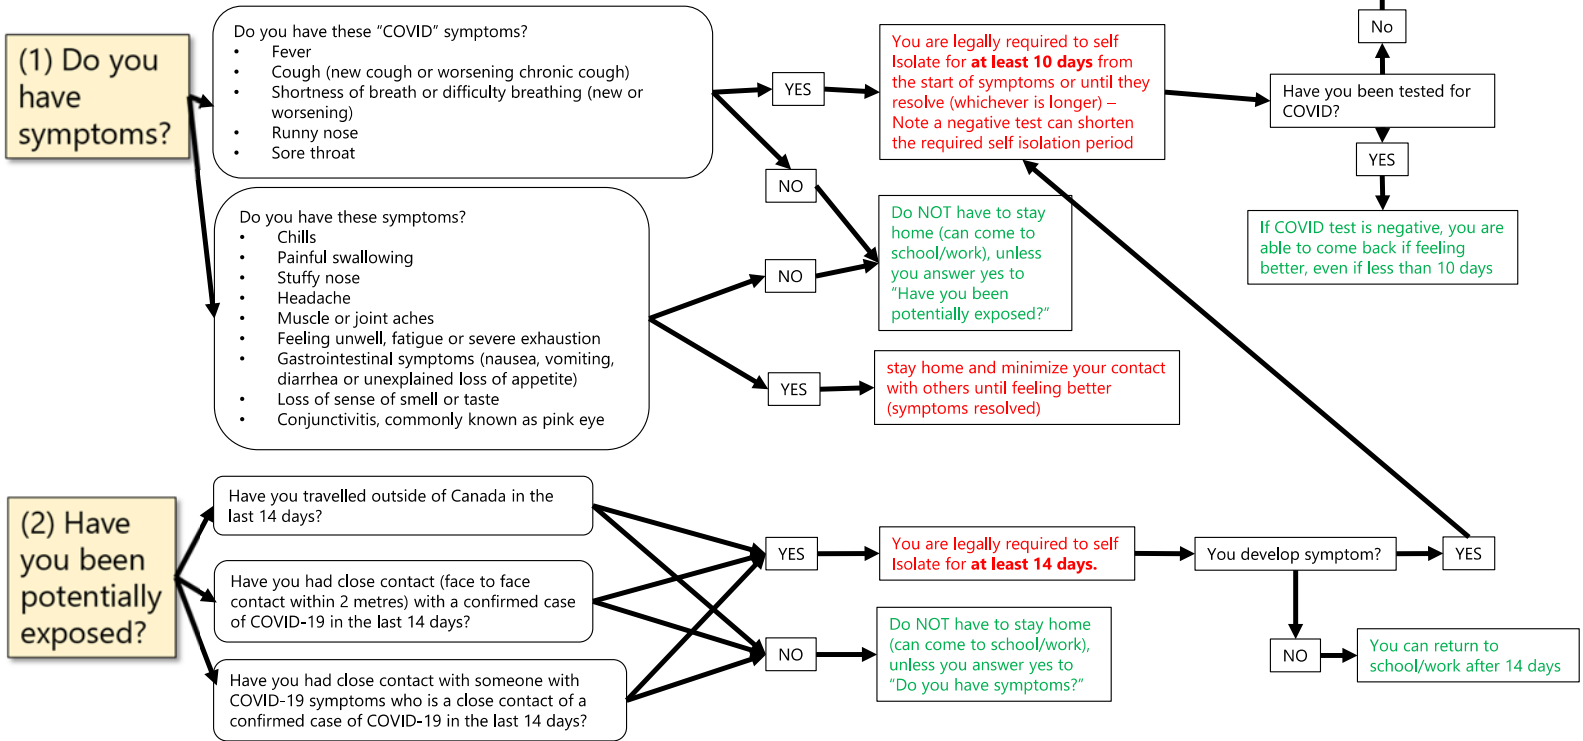 (1) Do you
have
symptoms?
Do you have these “COVID” symptoms?
• Fever
• Cough (new cough or worsening chronic cough)
• Shortness of breath or difficulty breathing (new or
worsening)
• Runny nose
• Sore throat
YES
NO
You are legally required to self
Isolate for at least 10 days from
the start of symptoms or until they
resolve (whichever is longer) –
Note a negative test can shorten
the required self isolation period
No
Have you been tested for
COVID?
YES
If COVID test is negative, you are
able to come back if feeling
better, even if less than 10 days
Do you have these symptoms?
• Chills
• Painful swallowing
• Stuffy nose
• Headache
• Muscle or joint aches
• Feeling unwell, fatigue or severe exhaustion
• Gastrointestinal symptoms (nausea, vomiting,
diarrhea or unexplained loss of appetite)
• Loss of sense of smell or taste
• Conjunctivitis, commonly known as pink eye
NO
YES
Do NOT have to stay
home (can come to
school/work), unless
you answer yes to
“Have you been
potentially exposed?”
stay home and minimize your contact
with others until feeling better
(symptoms resolved)
(2) Have
you been
potentially
exposed?
Have you travelled outside of Canada in the
last 14 days?
Have you had close contact (face to face
contact within 2 metres) with a confirmed case
of COVID-19 in the last 14 days?
Have you had close contact with someone with
COVID-19 symptoms who is a close contact of a
confirmed case of COVID-19 in the last 14 days?
YES
NO
You are legally required to self
Isolate for at least 14 days.
Do NOT have to stay home
(can come to school/work),
unless you answer yes to
“Do you have symptoms?”
You develop symptom?
YES
NO
You can return to
school/work after 14 days